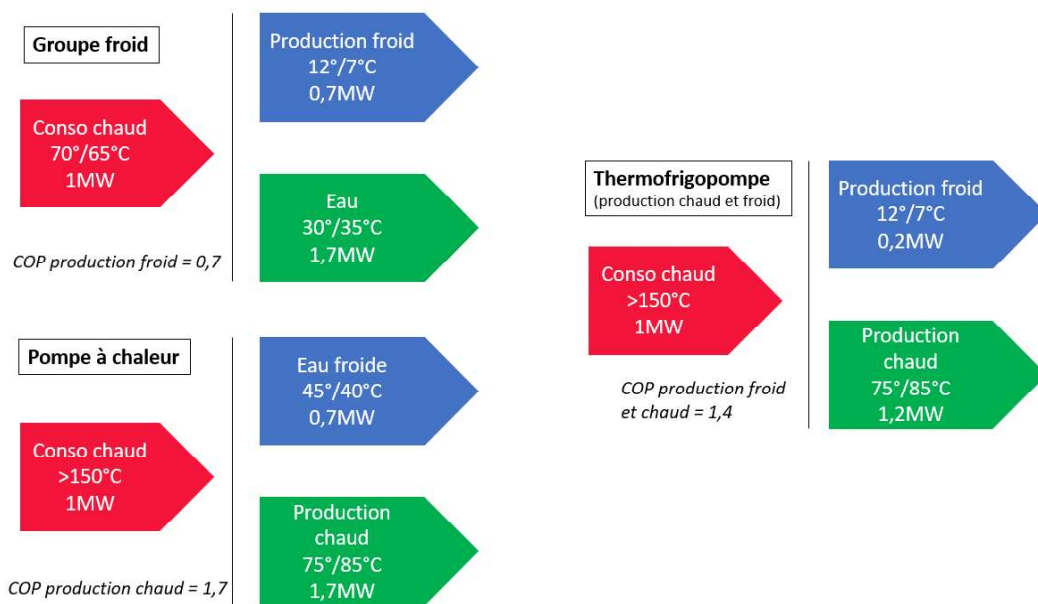 Groupe froid
Conso chaud
70°/65°C
1MW
COP production froid = 0,7
Production froid
12°/7°C
0,7MW
Eau
30°/35°C
1,7MW
Pompe à chaleur
Conso chaud
>150°C
1MW
COP production chaud = 1,7
Eau froide
45°/40°C
0,7MW
Production
chaud
75°/85°C
1,7MW
Thermofrigopompe
(production chaud et froid)
Conso chaud
>150°C
1MW
COP production froid
et chaud = 1,4
Production froid
12°/7°C
0,2MW
Production
chaud
75°/85°C
1,2MW